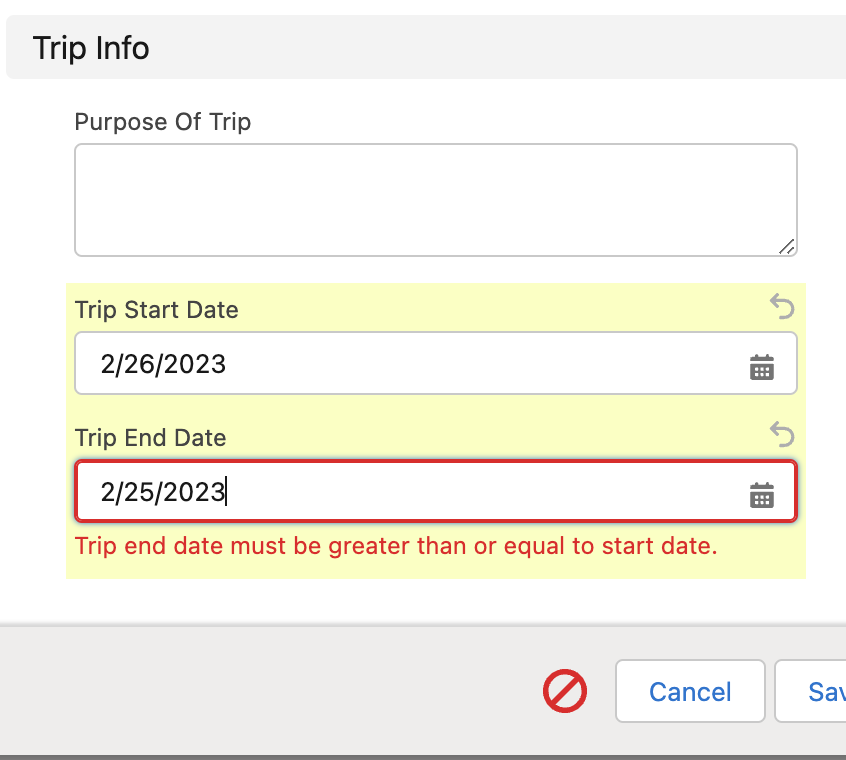 Trip Info
Purpose Of Trip
Trip Start Date
2/26/2023
Trip End Date
2/25/2023
Trip end date must be greater than or equal to start date.
Cancel
Sav